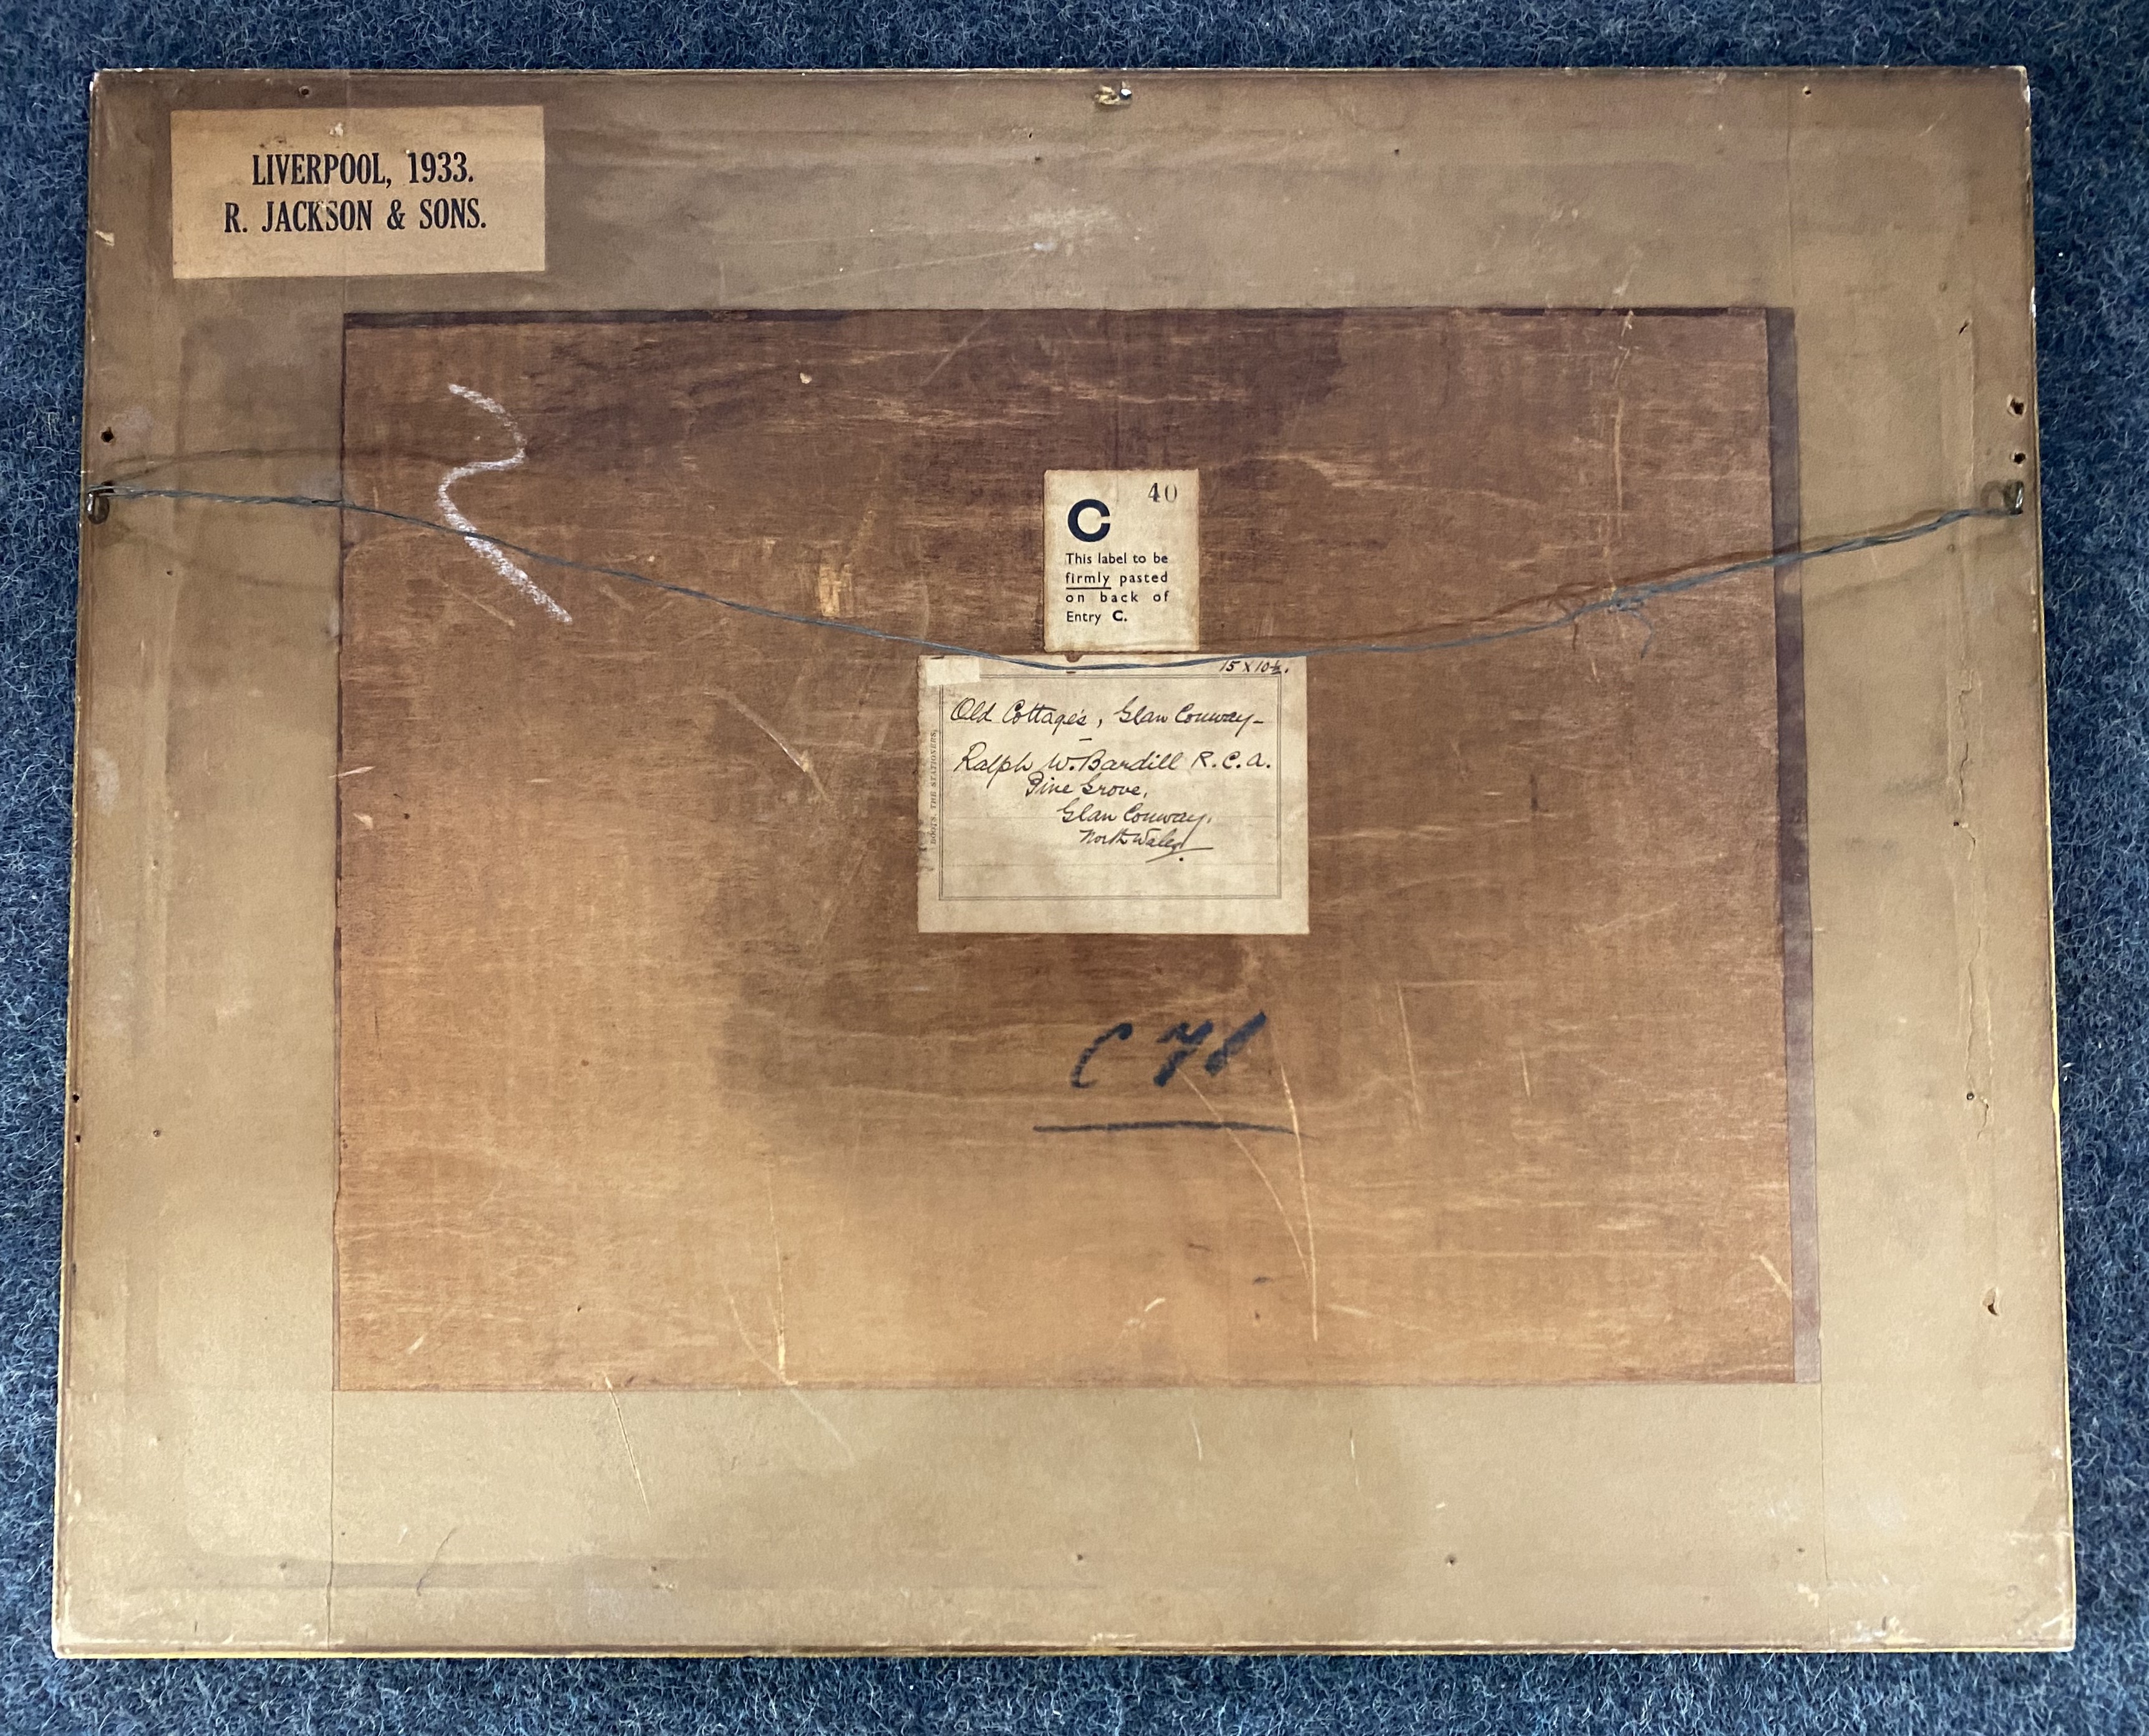 LIVERPOOL, 1933.
R. JACKSON & SONS.
40
C
This label to be
firmly pasted
on back of
Entry C.
15 x 10½.
Old Cottages, Glan Conway-
Ralph W. Bardill R.C.A.
Pine Grove,
Glan Conway,
North Wales.
BOOTS, THE STATIONERS.
C